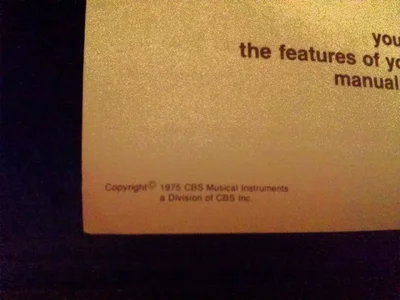 you
the features of yo
manual
Copyright© 1975 CBS Musical Instruments
a Division of CBS Inc.